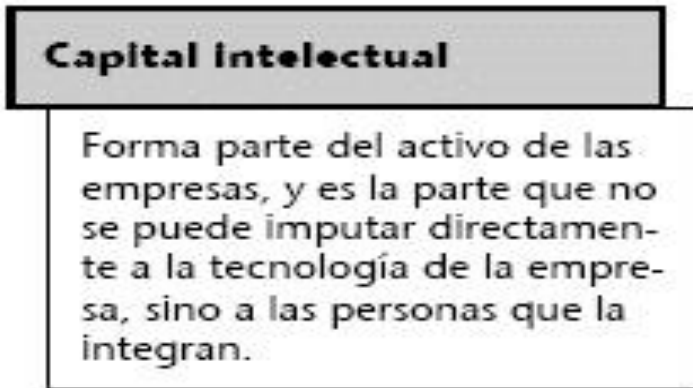 Capital intelectual
Forma parte del activo de las
empresas, y es la parte que no
se puede imputar directamen-
te a la tecnología de la empre-
sa, sino a las personas que la
integran.